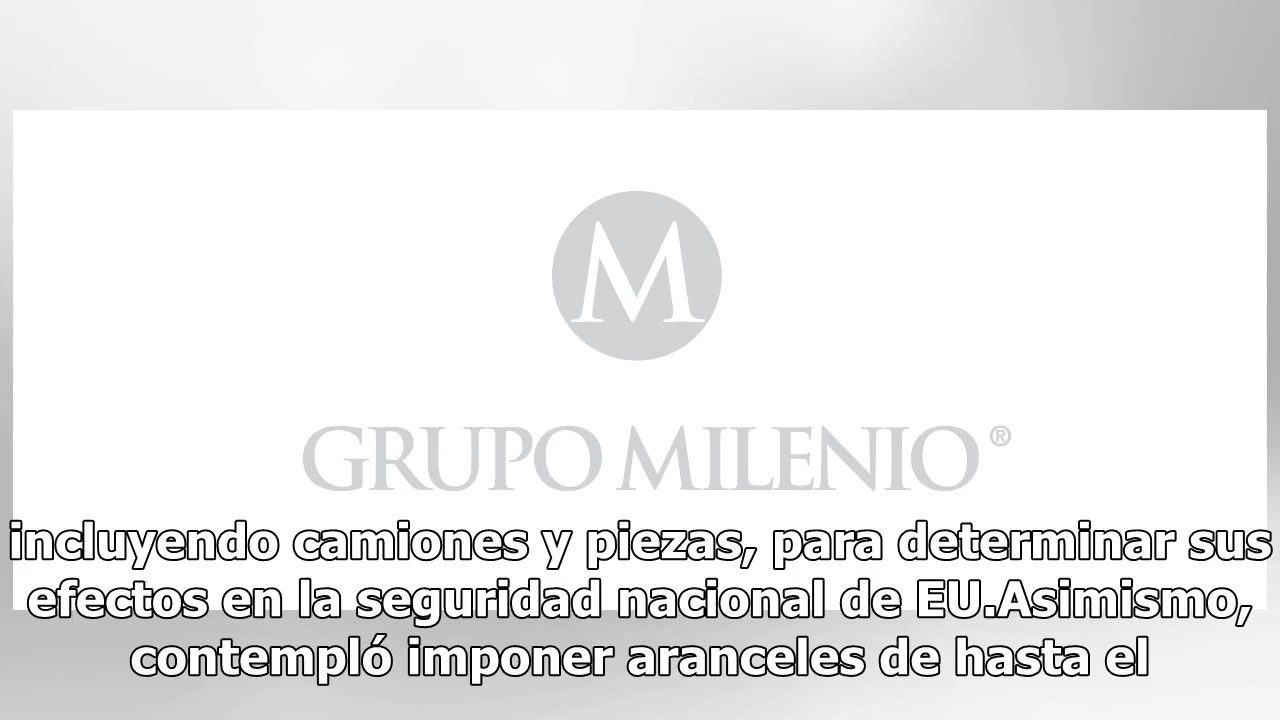 M
GRUPO MILENIO®
incluyendo camiones y piezas, para determinar sus
efectos en la seguridad nacional de EU.Asimismo,
contempló imponer aranceles de hasta el